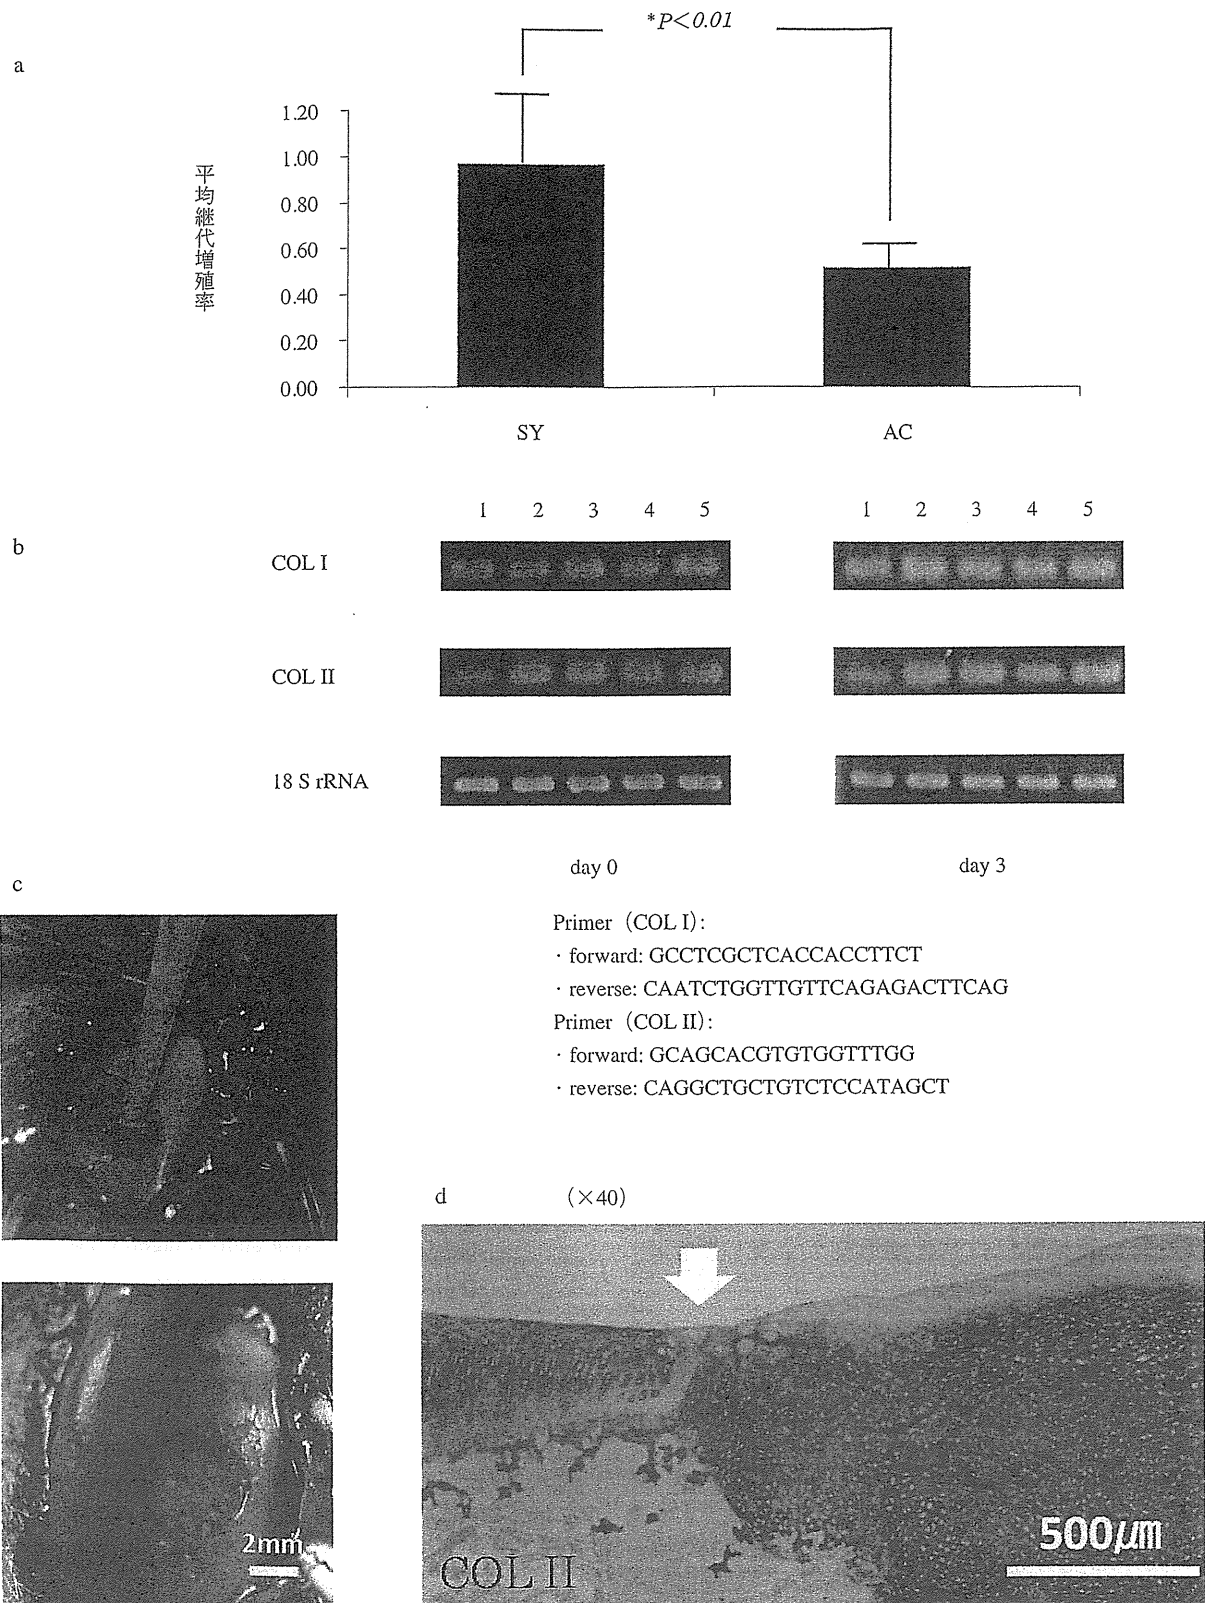 *P<0.01
a
1.20
1.00
0.80
0.60
0.40
0.20
0.00
平均継代増殖率
SY
AC
b
1 2 3 4 5
1 2 3 4 5
COL I
COL II
18 S rRNA
day 0
day 3
Primer（COL I）:
・forward: GCCTCGCTCACCACCTTCT
・reverse: CAATCTGGTTGTTCAGAGACTTCAG
Primer（COL II）:
・forward: GCAGCACGTGTGGTTTGG
・reverse: CAGGCTGCTGTCTCCATAGCT
c
2mm
d （×40）
500μm
COL II